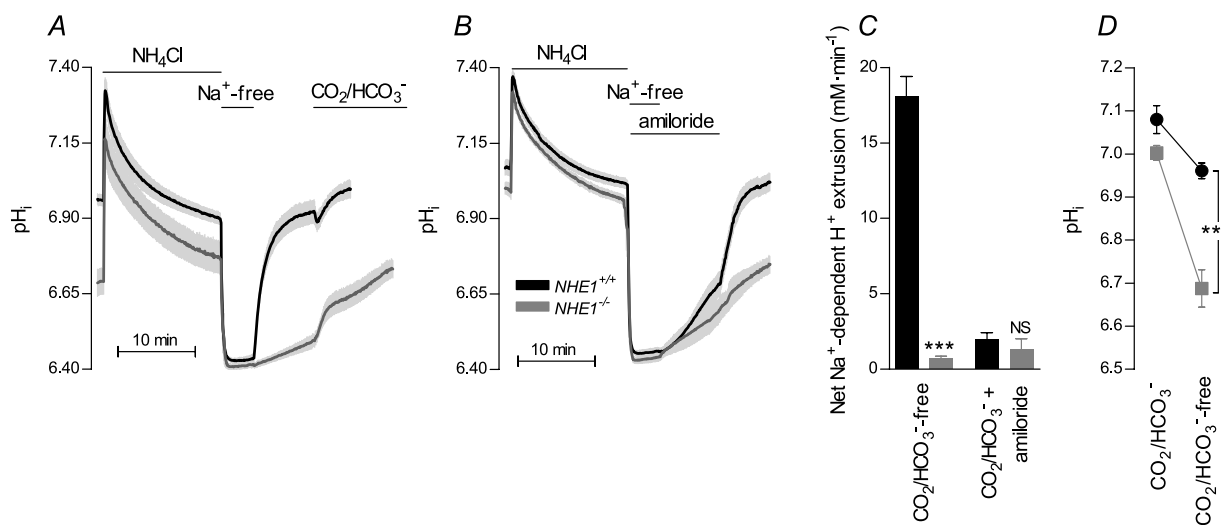 A
pHᵢ
7.40
7.15
6.90
6.65
6.40
NH₄Cl
Na⁺-free
CO₂/HCO₃⁻
10 min
B
pHᵢ
7.40
7.15
6.90
6.65
6.40
NH₄Cl
Na⁺-free
amiloride
NHE1⁺/⁺
NHE1⁻/⁻
10 min
C
Net Na⁺-dependent H⁺ extrusion (mM·min⁻¹)
20
15
10
5
0
***
NS
CO₂/HCO₃⁻-free
CO₂/HCO₃⁻ +
amiloride
D
pHᵢ
7.2
7.1
7.0
6.9
6.8
6.7
6.6
6.5
**
CO₂/HCO₃⁻
CO₂/HCO₃⁻-free